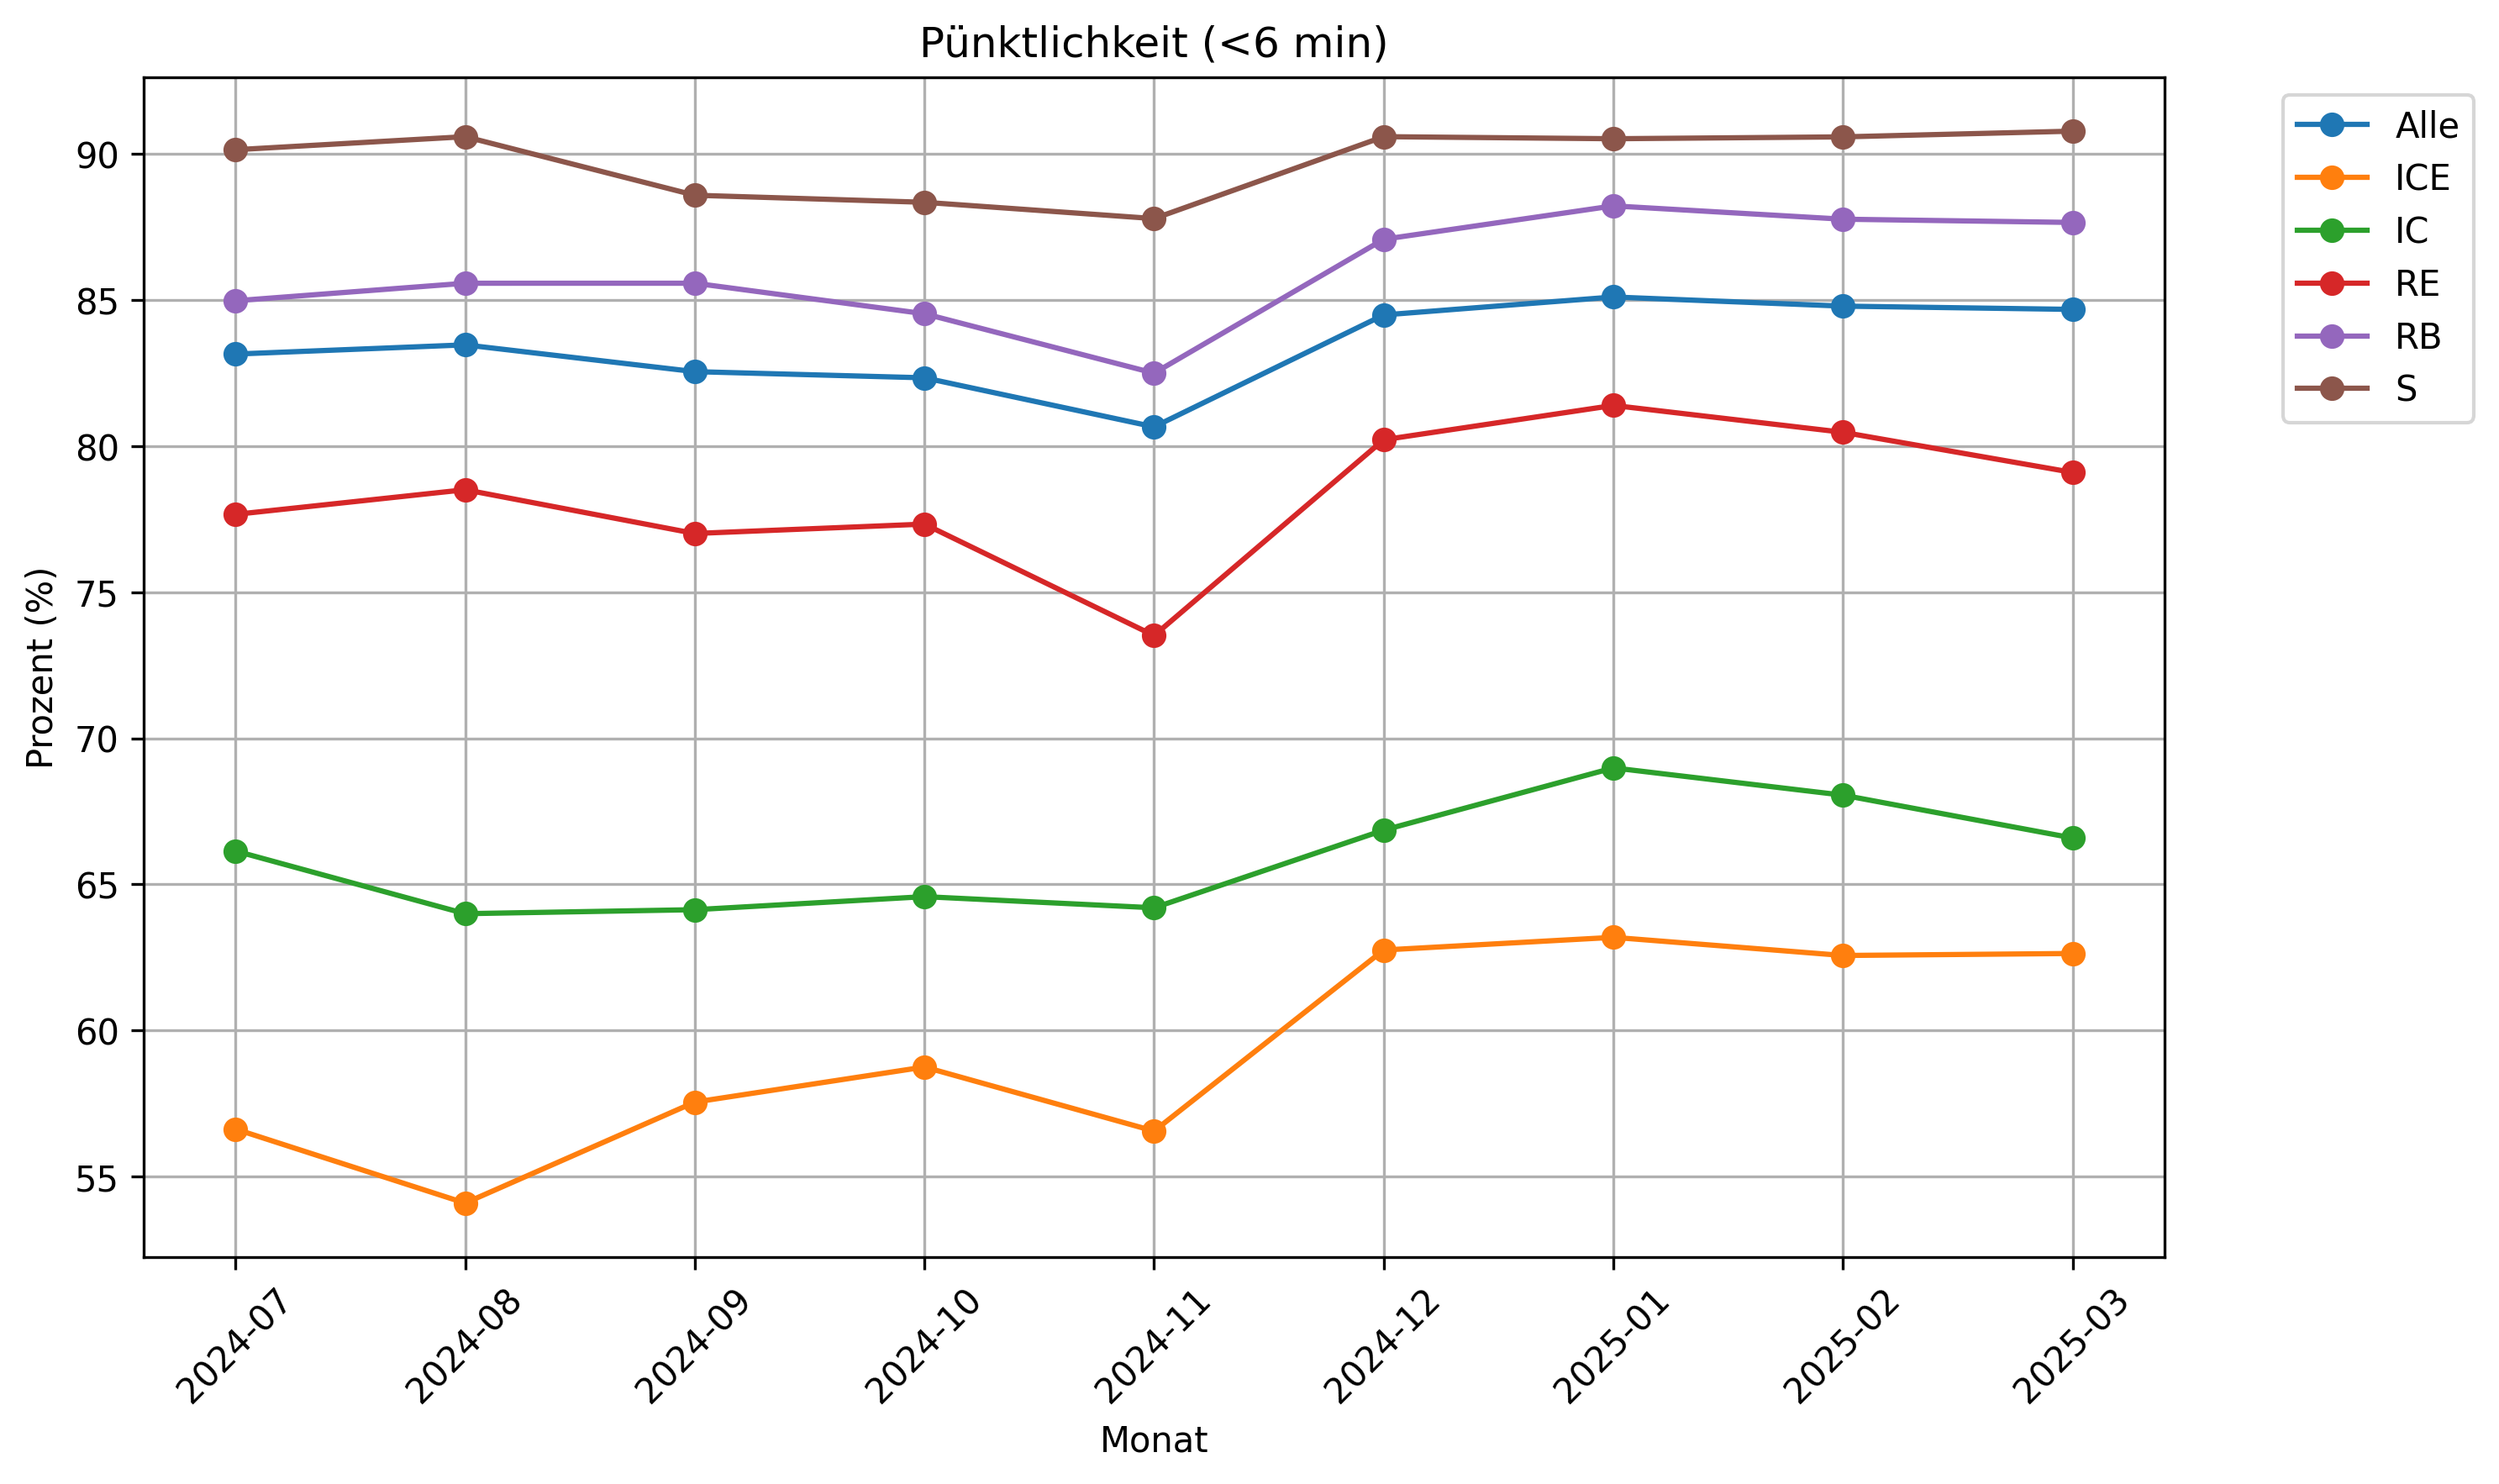 Pünktlichkeit (<6 min)
Prozent (%)
90
85
80
75
70
65
60
55
2024-07
2024-08
2024-09
2024-10
2024-11
2024-12
2025-01
2025-02
2025-03
Monat
Alle
ICE
IC
RE
RB
S